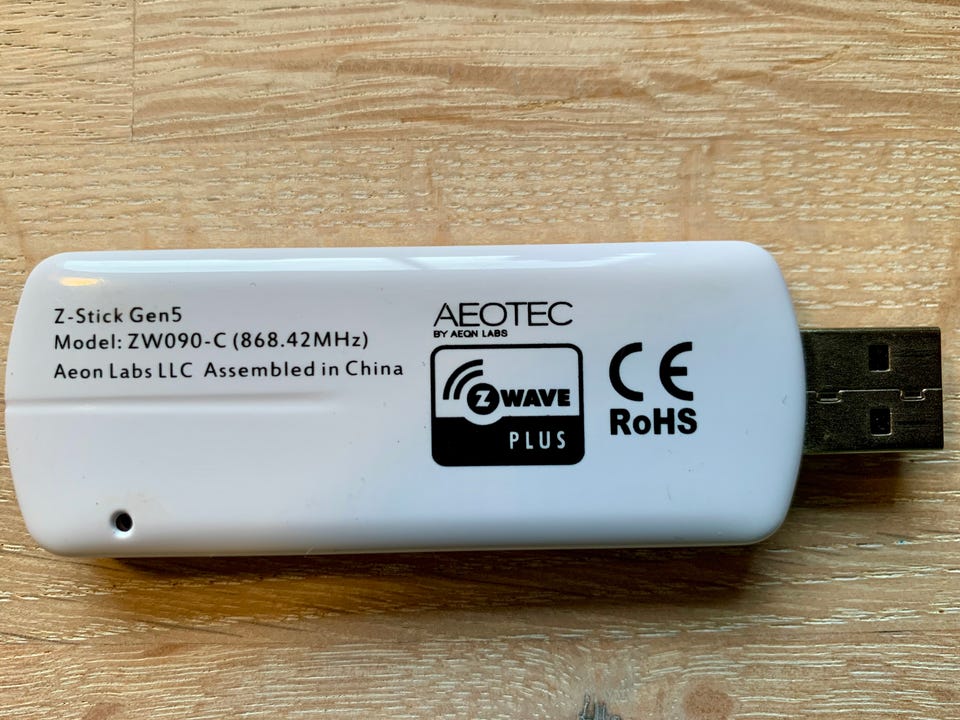 Z-Stick Gen5
Model: ZW090-C (868.42MHz)
Aeon Labs LLC Assembled in China
AEOTEC
BY AEON LABS
Z WAVE
PLUS
CE
RoHS